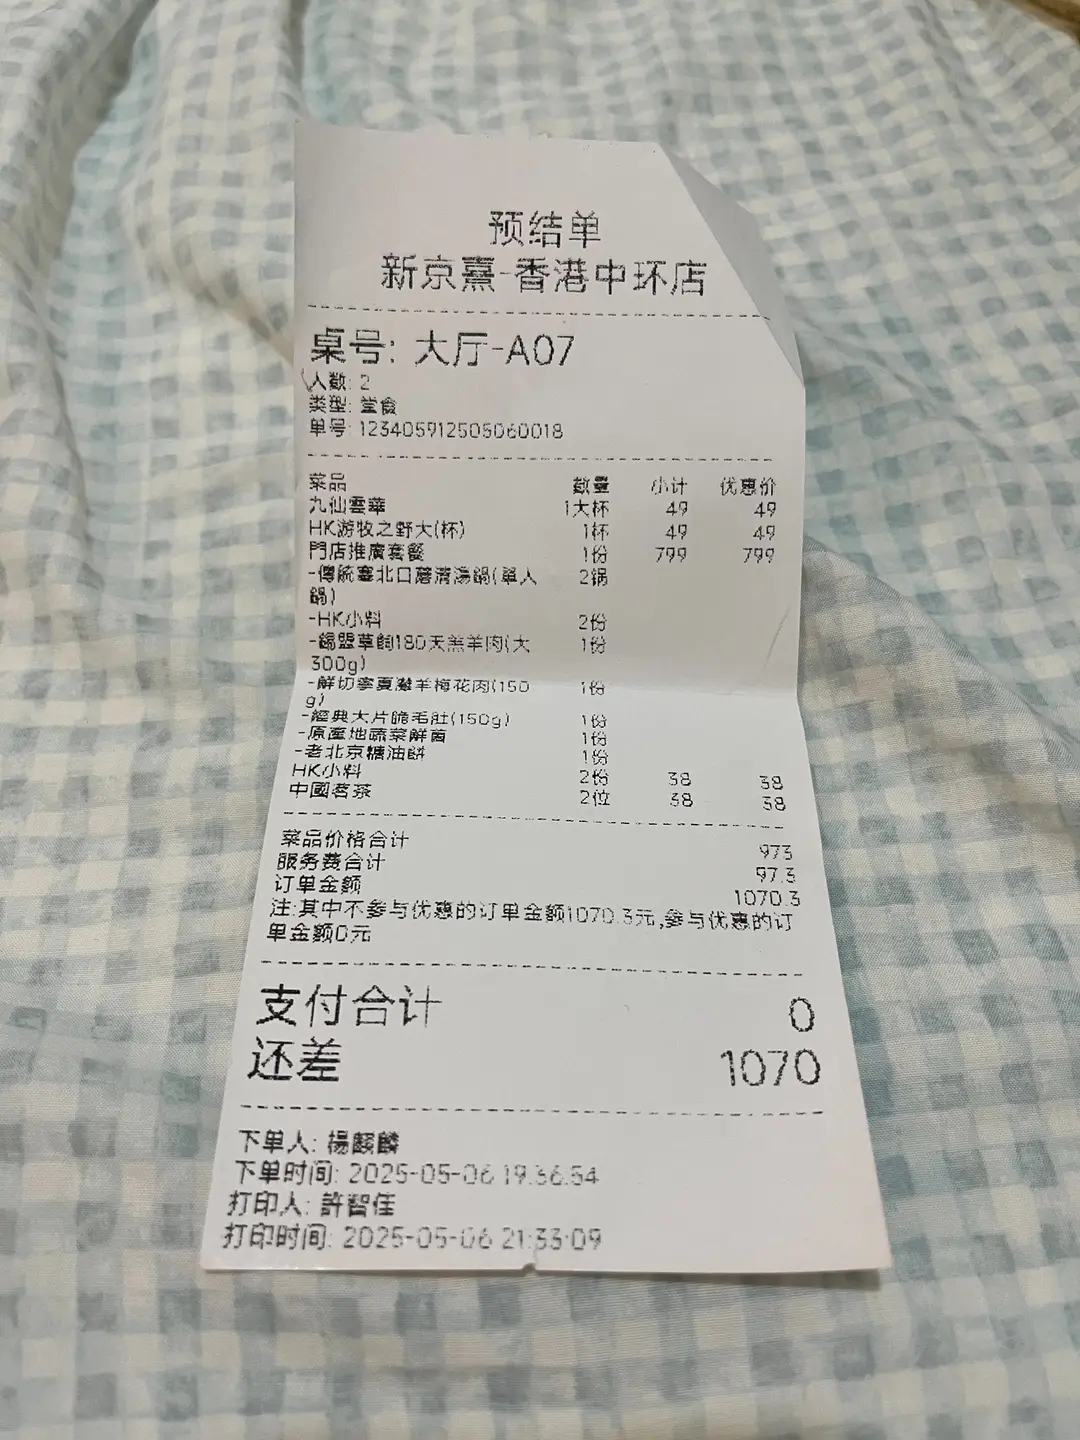 预结单
新京熹-香港中环店
桌号: 大厅-A07
人数: 2
类型: 堂食
单号: 123405912505060018
菜品 数量 小计 优惠价
九仙雲華 1大杯 49 49
HK游牧之野大(杯) 1杯 49 49
門店推廣套餐 1份 799 799
-傳統塞北口蘑清湯鍋(單人 2锅
鍋)
-HK小料 2份
-錫盟草飼180天羔羊肉(大 1份
300g)
-鮮切寧夏灘羊梅花肉(150 1份
g)
-經典大片脆毛肚(150g) 1份
-原產地蔬菜鮮菌 1份
-老北京糖油餅 1份
HK小料 2份 38 38
中國茗茶 2位 38 38
菜品价格合计 973
服务费合计 97.3
订单金额 1070.3
注:其中不参与优惠的订单金额1070.3元,参与优惠的订
单金额0元
支付合计 0
还差 1070
下单人: 楊麒麟
下单时间: 2025-05-06 19:36:54
打印人: 許智佳
打印时间: 2025-05-06 21:33:09